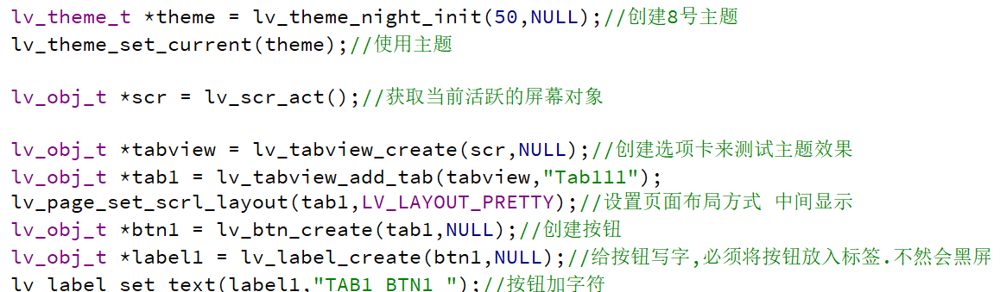 lv_theme_t *theme = lv_theme_night_init(50,NULL);//创建8号主题
lv_theme_set_current(theme);//使用主题
lv_obj_t *scr = lv_scr_act();//获取当前活跃的屏幕对象
lv_obj_t *tabview = lv_tabview_create(scr,NULL);//创建选项卡来测试主题效果
lv_obj_t *tab1 = lv_tabview_add_tab(tabview,"Tab111");
lv_page_set_scrl_layout(tab1,LV_LAYOUT_PRETTY);//设置页面布局方式 中间显示
lv_obj_t *btn1 = lv_btn_create(tab1,NULL);//创建按钮
lv_obj_t *label1 = lv_label_create(btn1,NULL);//给按钮写字,必须将按钮放入标签.不然会黑屏
lv_label_set_text(label1,"TAB1_BTN1_");//按钮加字符